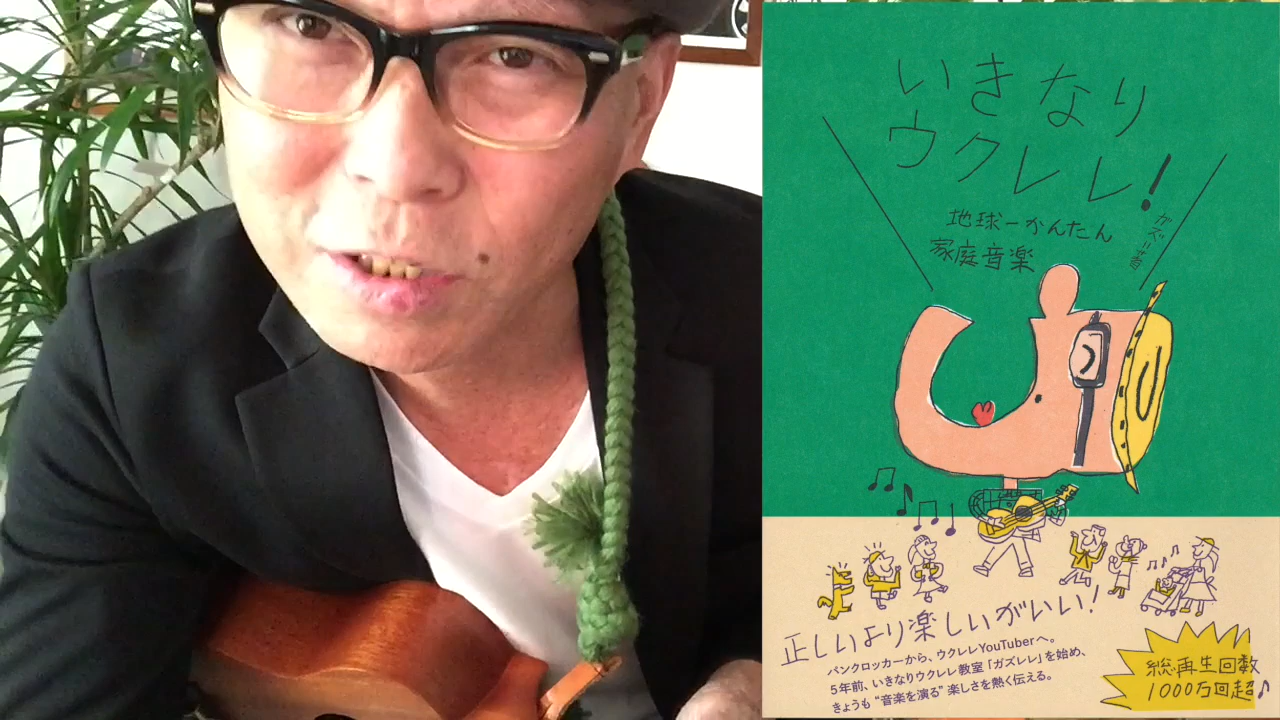 いきなり
ウクレレ!
地球一かんたん
家庭音楽
ガズ 著
正しいより楽しいがいい!
パンクロッカーから、ウクレレYouTuberへ。
5年前、いきなりウクレレ教室「ガズレレ」を始め、
きょうも“音楽を演る”楽しさを熱く伝える。
総再生回数
1000万回超♪